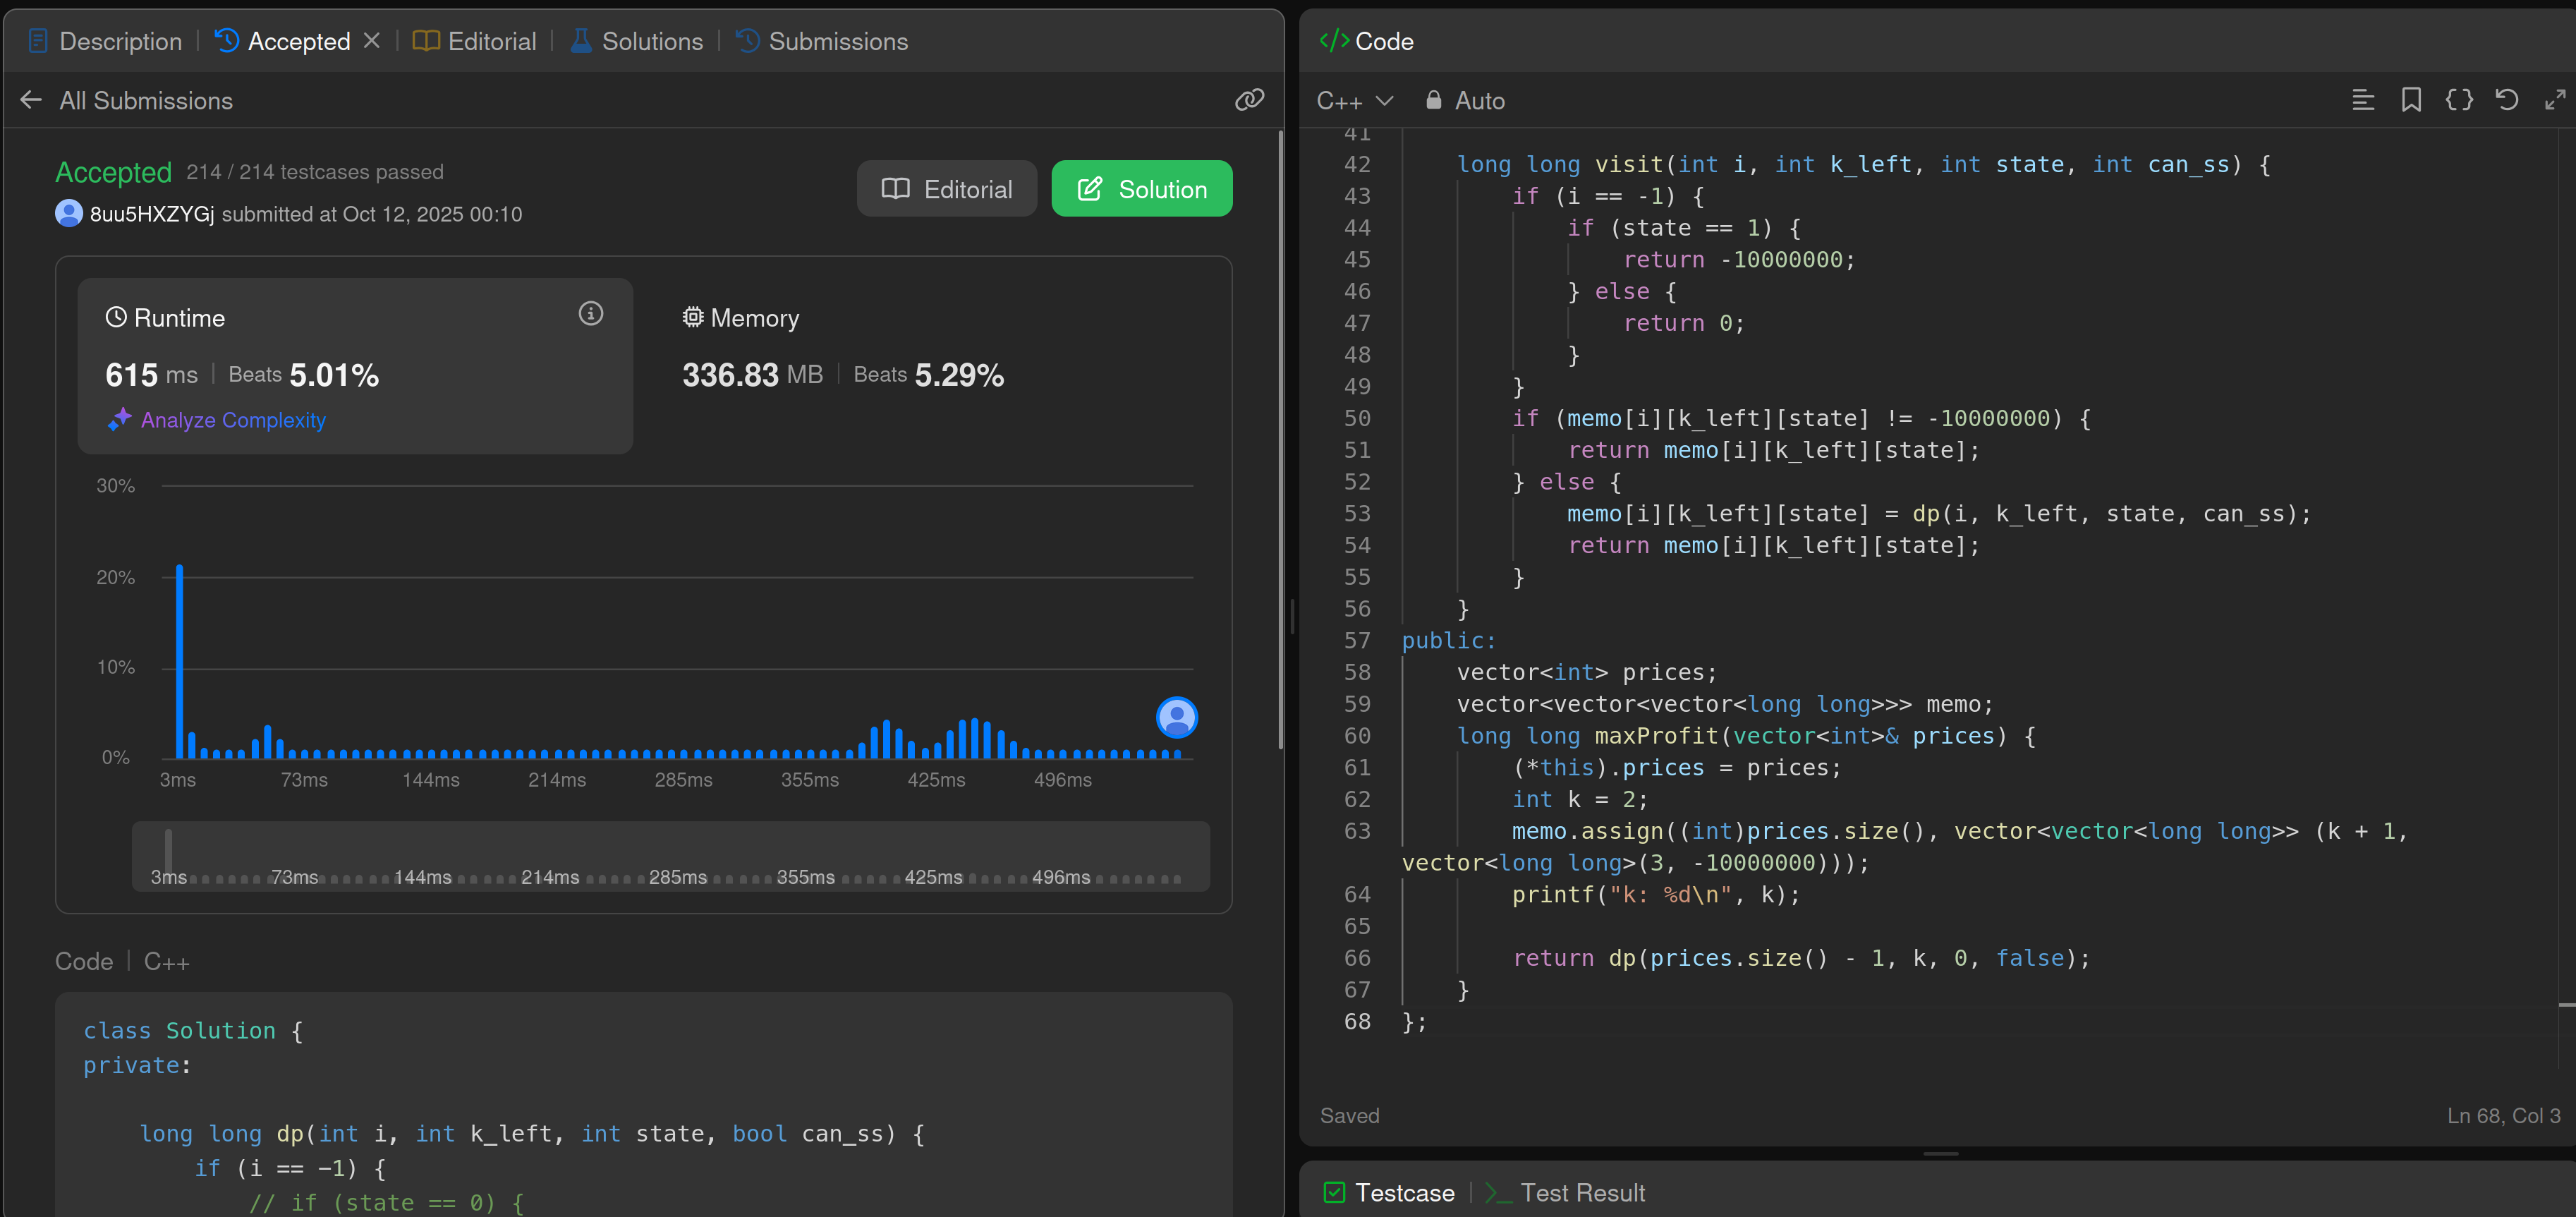 Description | Accepted × | Editorial | Solutions | Submissions
All Submissions
Accepted 214 / 214 testcases passed
8uu5HXZYGj submitted at Oct 12, 2025 00:10
Editorial
Solution
Runtime
615 ms | Beats 5.01%
Analyze Complexity
Memory
336.83 MB | Beats 5.29%
30%
20%
10%
0%
3ms 73ms 144ms 214ms 285ms 355ms 425ms 496ms
3ms 73ms 144ms 214ms 285ms 355ms 425ms 496ms
Code | C++
class Solution {
private:
    long long dp(int i, int k_left, int state, bool can_ss) {
        if (i == −1) {
            // if (state == 0) {
</> Code
C++ Auto
41
42     long long visit(int i, int k_left, int state, int can_ss) {
43         if (i == -1) {
44             if (state == 1) {
45                 return -10000000;
46             } else {
47                 return 0;
48             }
49         }
50         if (memo[i][k_left][state] != -10000000) {
51             return memo[i][k_left][state];
52         } else {
53             memo[i][k_left][state] = dp(i, k_left, state, can_ss);
54             return memo[i][k_left][state];
55         }
56     }
57 public:
58     vector<int> prices;
59     vector<vector<vector<long long>>> memo;
60     long long maxProfit(vector<int>& prices) {
61         (*this).prices = prices;
62         int k = 2;
63         memo.assign((int)prices.size(), vector<vector<long long>> (k + 1,
vector<long long>(3, -10000000)));
64         printf("k: %d\n", k);
65
66         return dp(prices.size() - 1, k, 0, false);
67     }
68 };
Saved
Ln 68, Col 3
Testcase | >_ Test Result